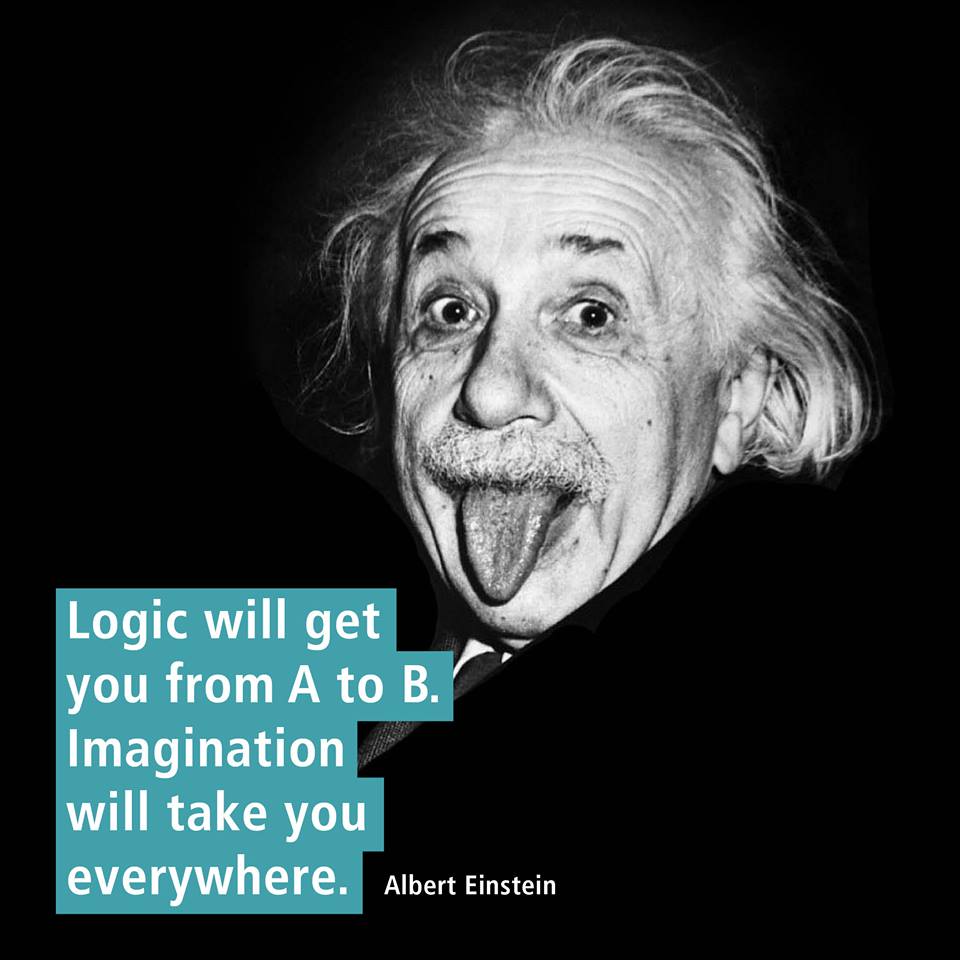 Logic will get
you from A to B.
Imagination
will take you
everywhere.
Albert Einstein